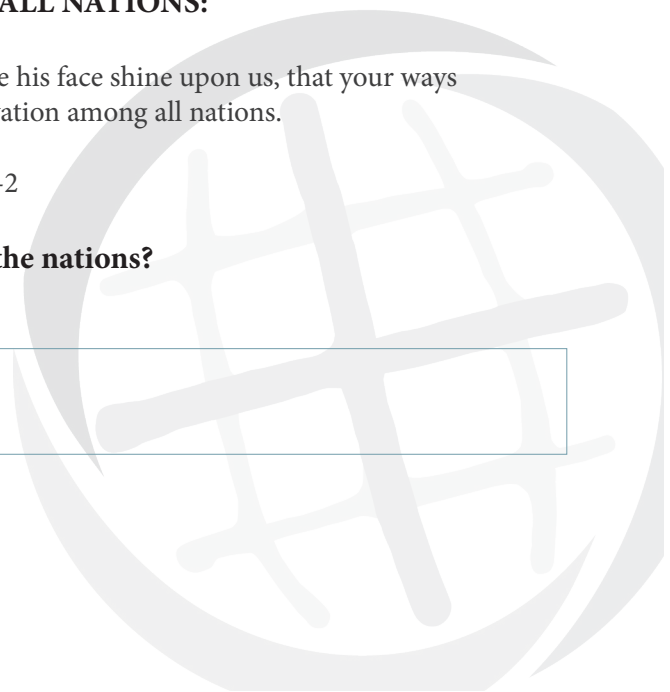 ALL NATIONS:
e his face shine upon us, that your ways
ation among all nations.
-2
the nations?